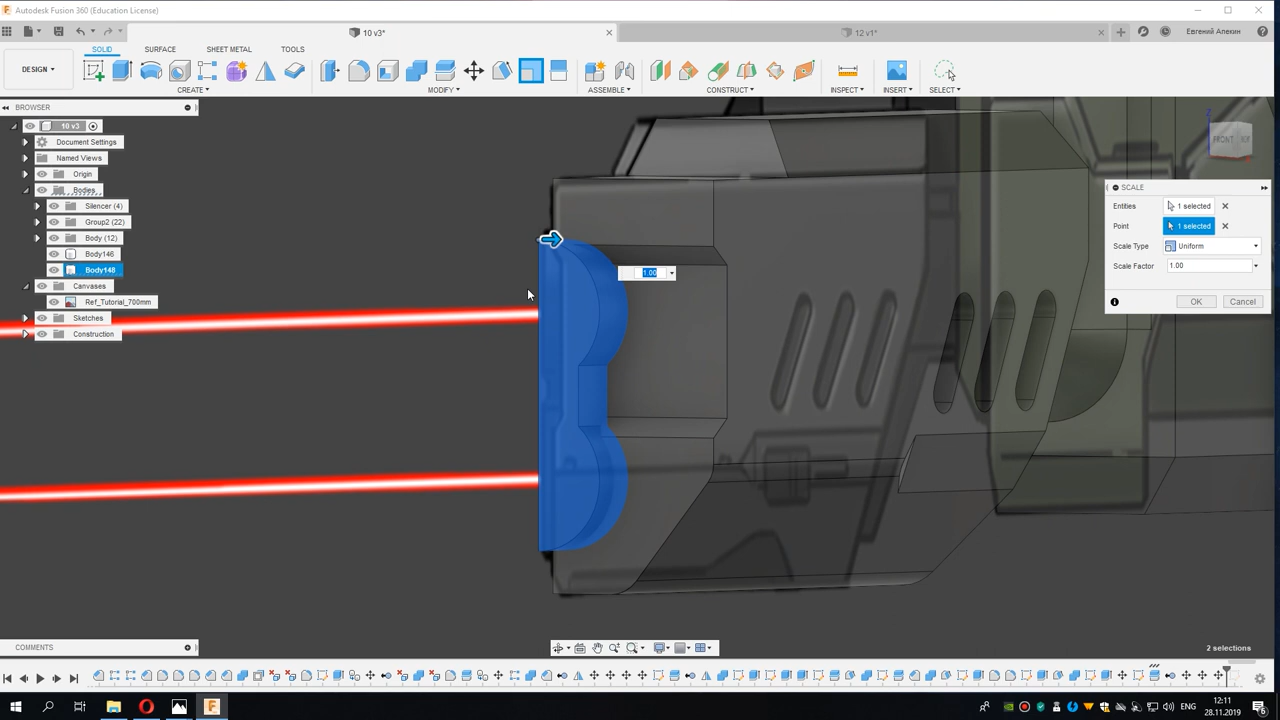 Autodesk Fusion 360 (Education License)
10 v3*
12 v1*
Евгений Апекин
DESIGN
SOLID
SURFACE
SHEET METAL
TOOLS
CREATE
MODIFY
ASSEMBLE
CONSTRUCT
INSPECT
INSERT
SELECT
BROWSER
10 v3
Document Settings
Named Views
Origin
Bodies
Silencer (4)
Group2 (22)
Body (12)
Body146
Body148
Canvases
Ref_Tutorial_700mm
Sketches
Construction
FRONT
Z
SCALE
Entities
1 selected
Point
1 selected
Scale Type
Uniform
Scale Factor
1.00
OK
Cancel
1.00
COMMENTS
2 selections
ENG
12:11
28.11.2019
6